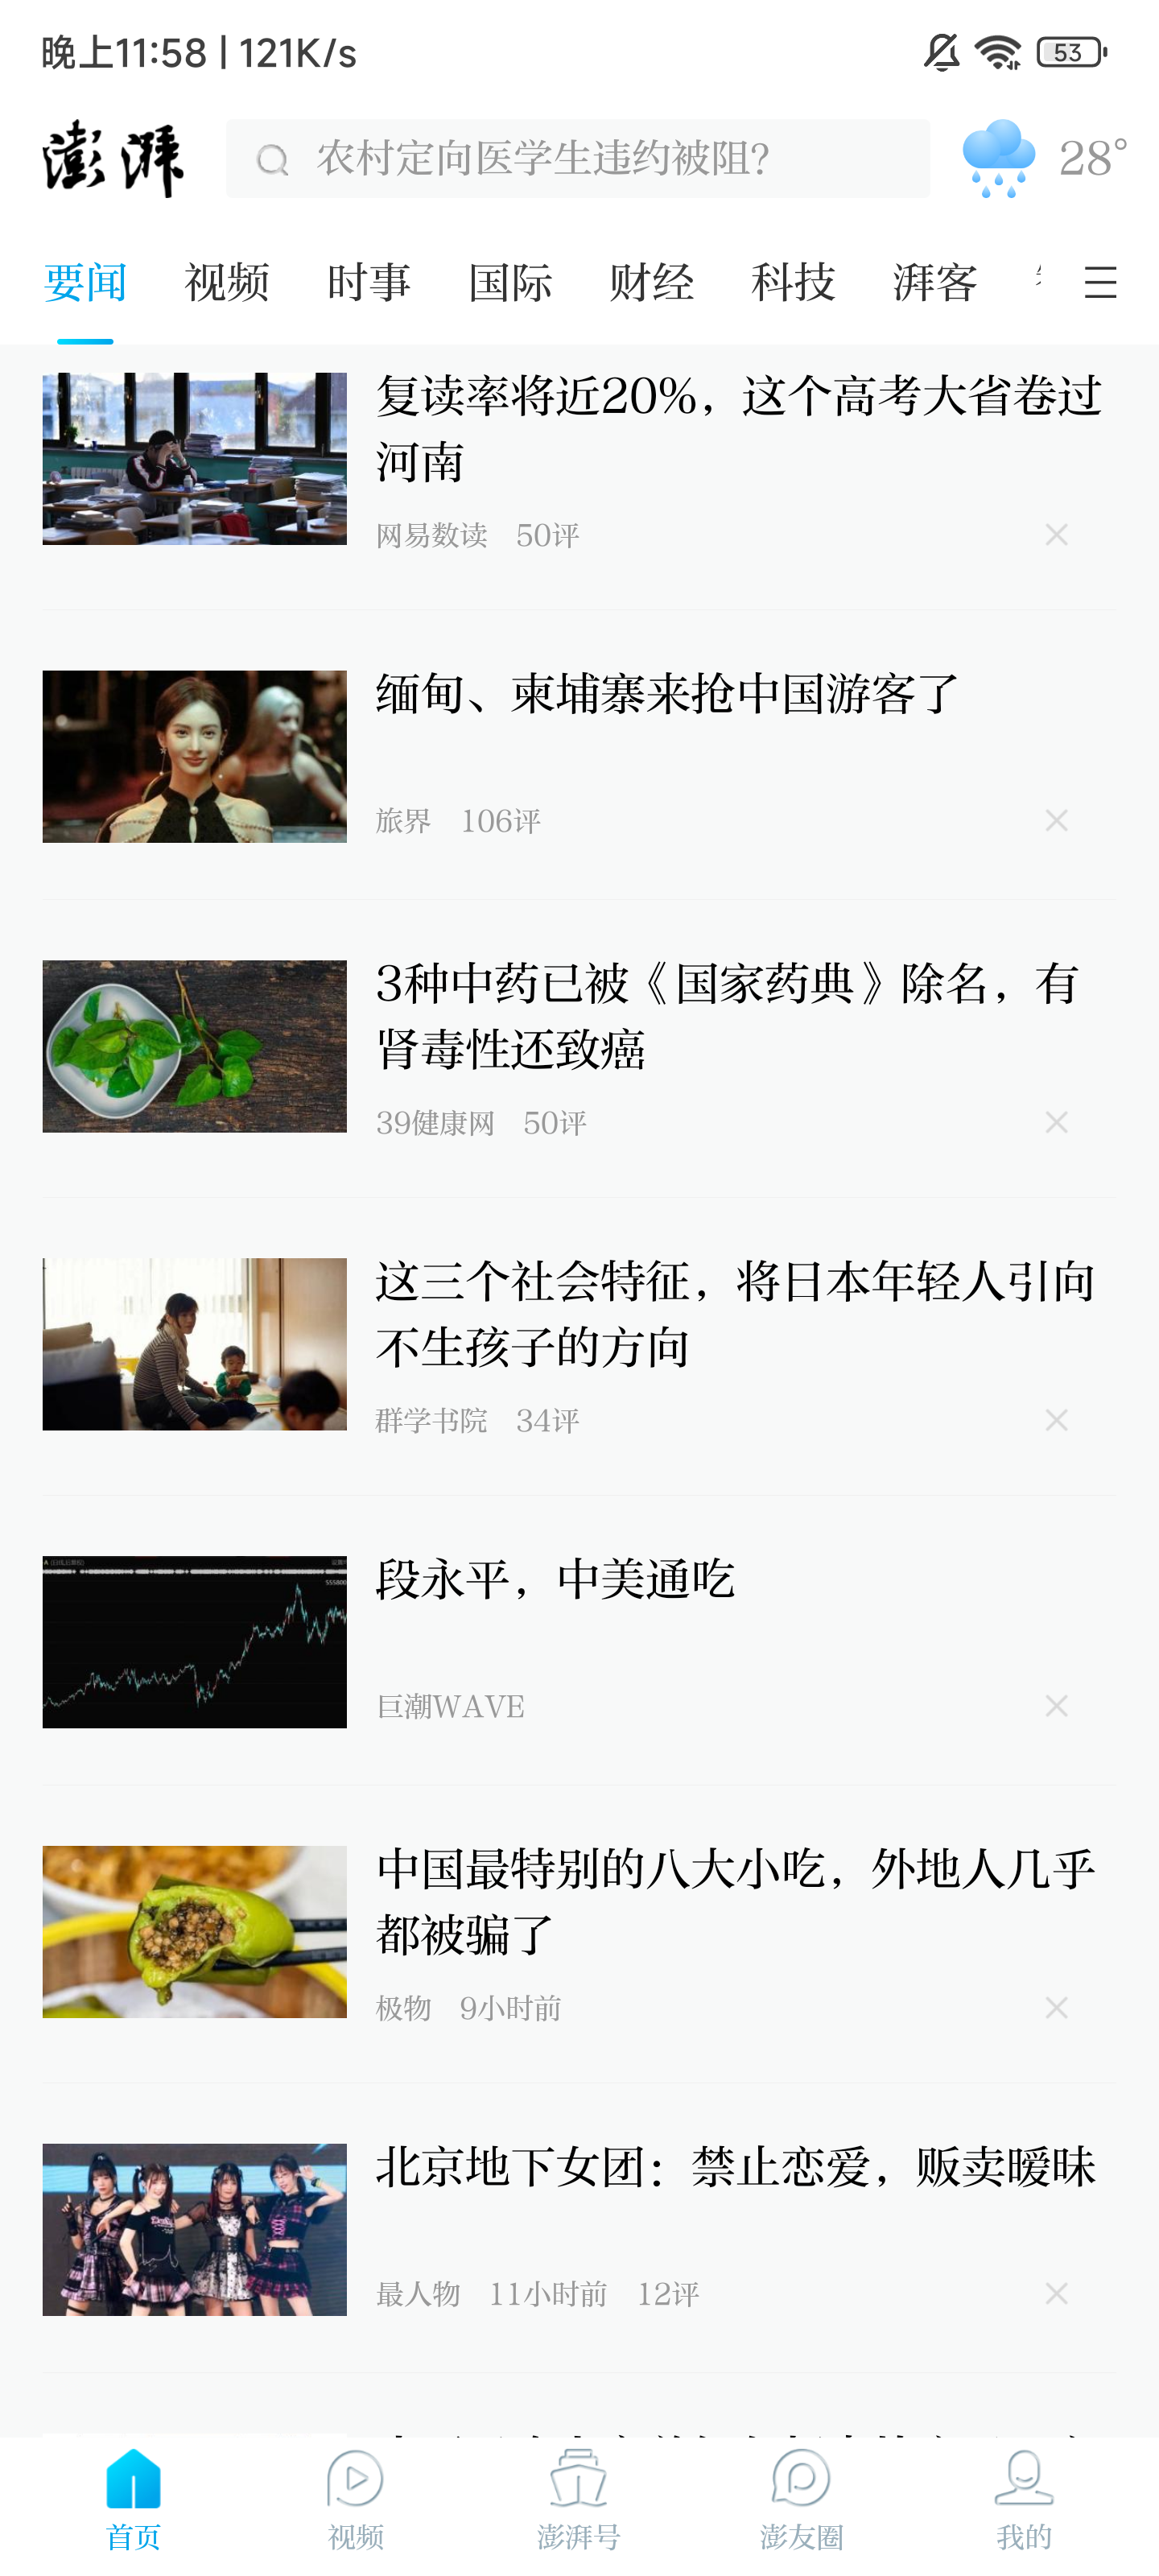 晚上11:58 | 121K/s
53
澎湃
农村定向医学生违约被阻?
28°
要闻 视频 时事 国际 财经 科技 湃客
复读率将近20%，这个高考大省卷过
河南
网易数读 50评
缅甸、柬埔寨来抢中国游客了
旅界 106评
3种中药已被《国家药典》除名，有
肾毒性还致癌
39健康网 50评
这三个社会特征，将日本年轻人引向
不生孩子的方向
群学书院 34评
段永平，中美通吃
巨潮WAVE
中国最特别的八大小吃，外地人几乎
都被骗了
极物 9小时前
北京地下女团：禁止恋爱，贩卖暧昧
最人物 11小时前 12评
首页 视频 澎湃号 澎友圈 我的